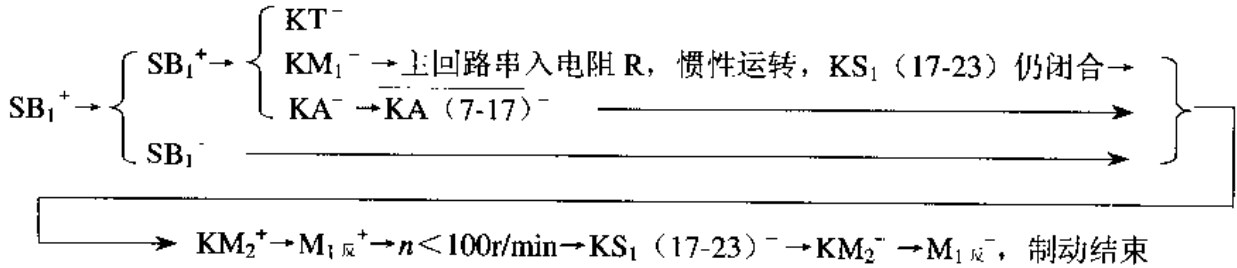 KT⁻
SB₁⁺→ KM₁⁻→主回路串入电阻 R，惯性运转，KS₁（17-23）仍闭合→
SB₁⁺→ KA⁻→KA（7-17）⁻
SB₁⁻
KM₂⁺→M₁反⁺→n＜100r/min→KS₁（17-23）⁻→KM₂⁻→M₁反⁻，制动结束